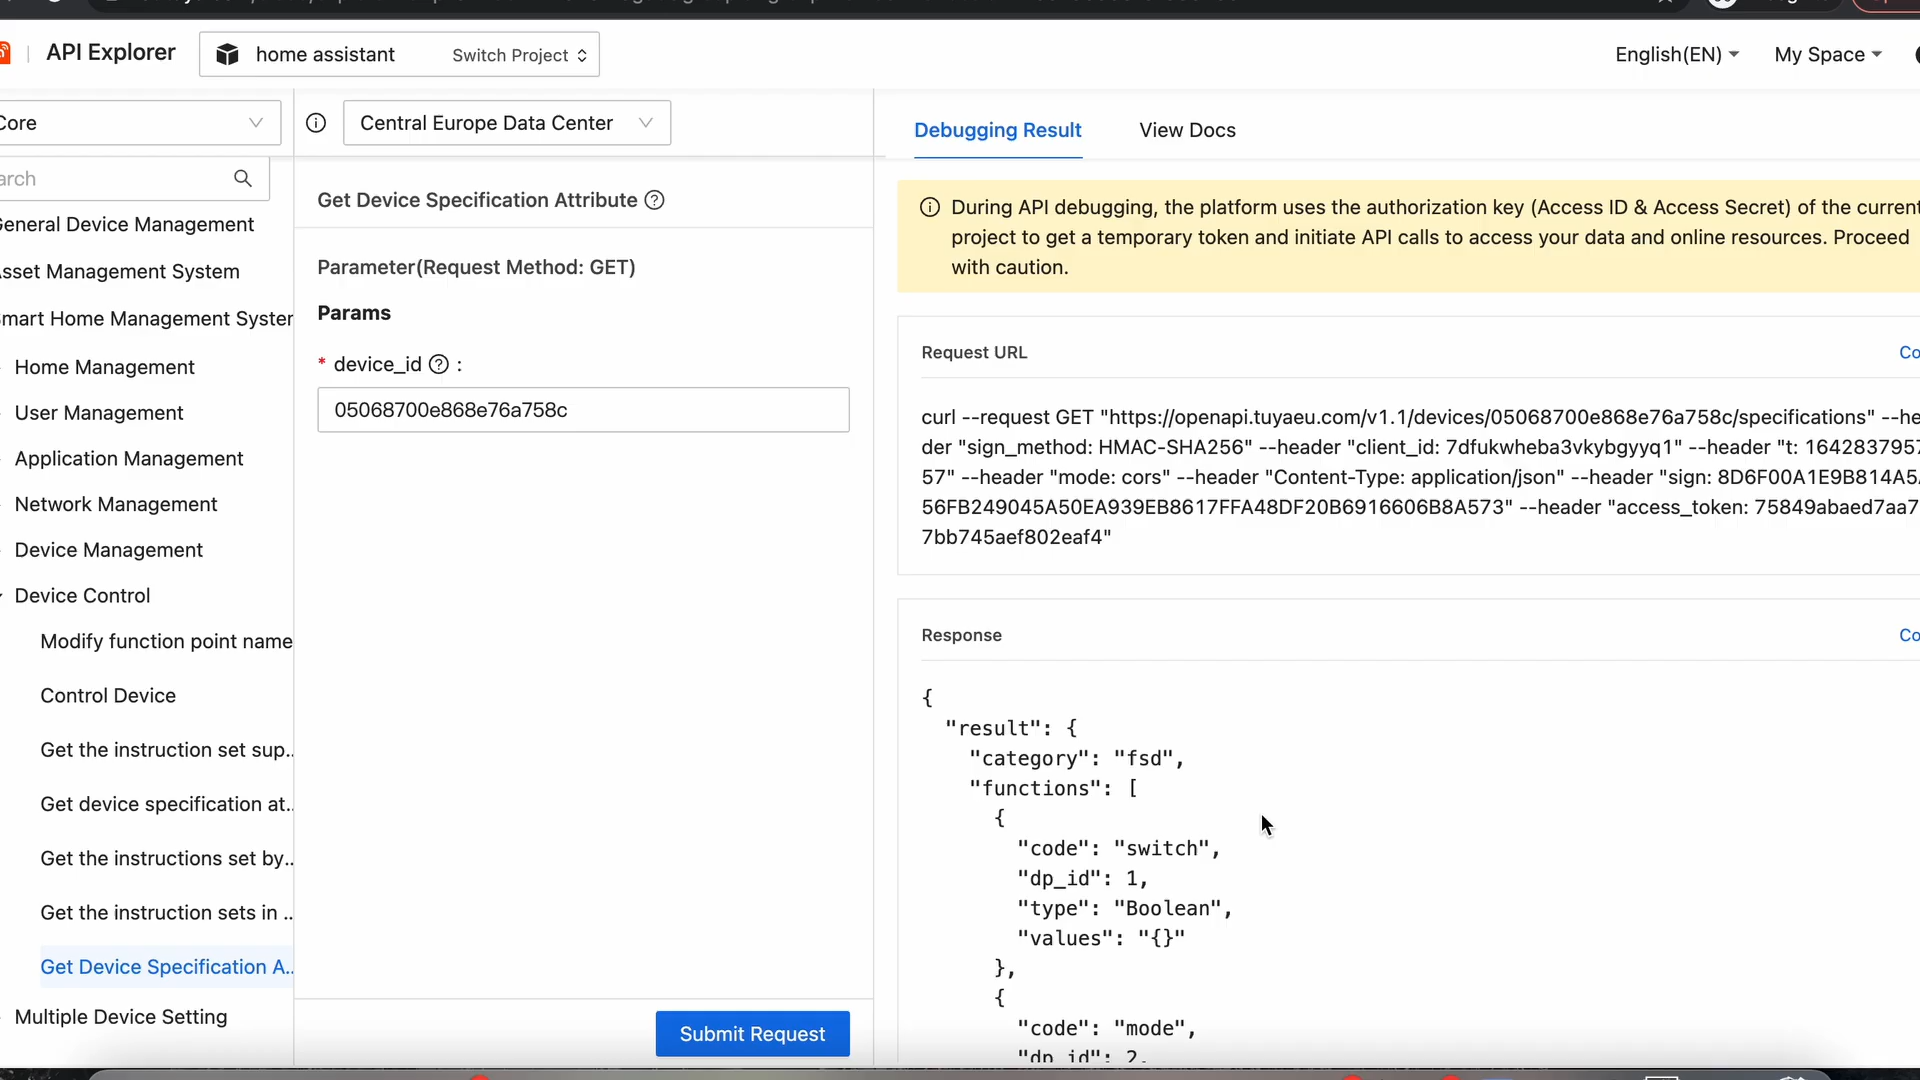 API Explorer
home assistant
Switch Project
English(EN)
My Space
Core
Central Europe Data Center
arch
General Device Management
Asset Management System
Smart Home Management System
Home Management
User Management
Application Management
Network Management
Device Management
Device Control
Modify function point name
Control Device
Get the instruction set sup..
Get device specification at..
Get the instructions set by..
Get the instruction sets in ..
Get Device Specification A..
Multiple Device Setting
Get Device Specification Attribute
Parameter(Request Method: GET)
Params
* device_id :
05068700e868e76a758c
Submit Request
Debugging Result
View Docs
During API debugging, the platform uses the authorization key (Access ID & Access Secret) of the current
project to get a temporary token and initiate API calls to access your data and online resources. Proceed
with caution.
Request URL
Co
curl --request GET "https://openapi.tuyaeu.com/v1.1/devices/05068700e868e76a758c/specifications" --he
der "sign_method: HMAC-SHA256" --header "client_id: 7dfukwheba3vkybgyyq1" --header "t: 1642837957
57" --header "mode: cors" --header "Content-Type: application/json" --header "sign: 8D6F00A1E9B814A5
56FB249045A50EA939EB8617FFA48DF20B6916606B8A573" --header "access_token: 75849abaed7aa7
7bb745aef802eaf4"
Response
Co
{
"result": {
"category": "fsd",
"functions": [
{
"code": "switch",
"dp_id": 1,
"type": "Boolean",
"values": "{}"
},
{
"code": "mode",
"dp_id": 2,